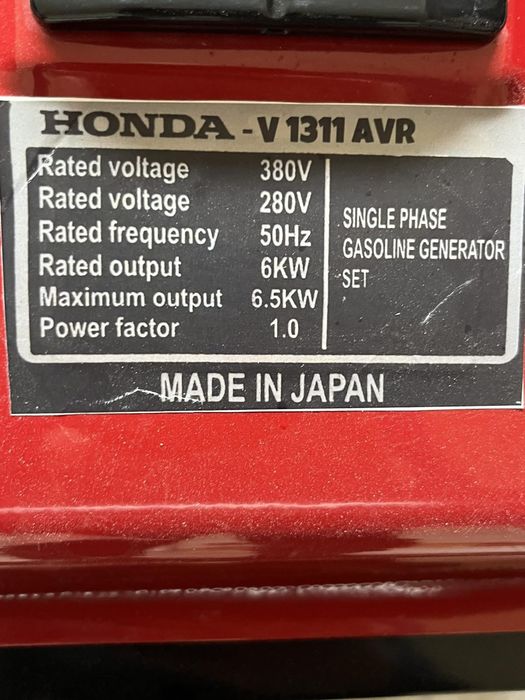 HONDA - V 1311 AVR
Rated voltage 380V
Rated voltage 280V
Rated frequency 50Hz
Rated output 6KW
Maximum output 6.5KW
Power factor 1.0
SINGLE PHASE
GASOLINE GENERATOR
SET
MADE IN JAPAN